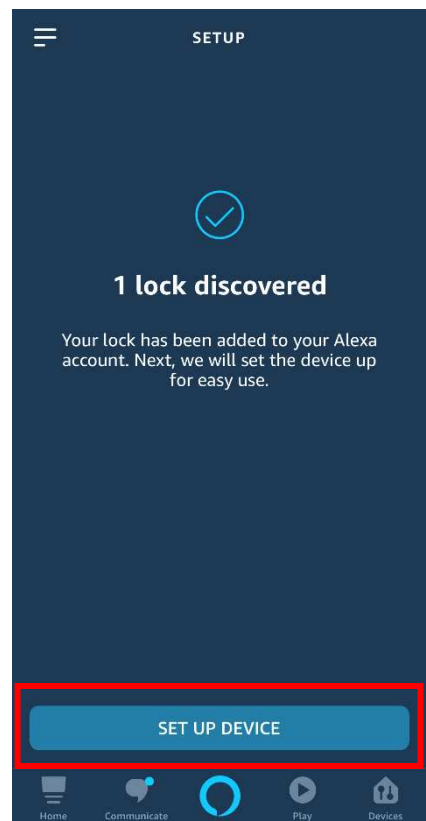 SETUP
1 lock discovered
Your lock has been added to your Alexa
account. Next, we will set the device up
for easy use.
SET UP DEVICE
Home Communicate Play Devices